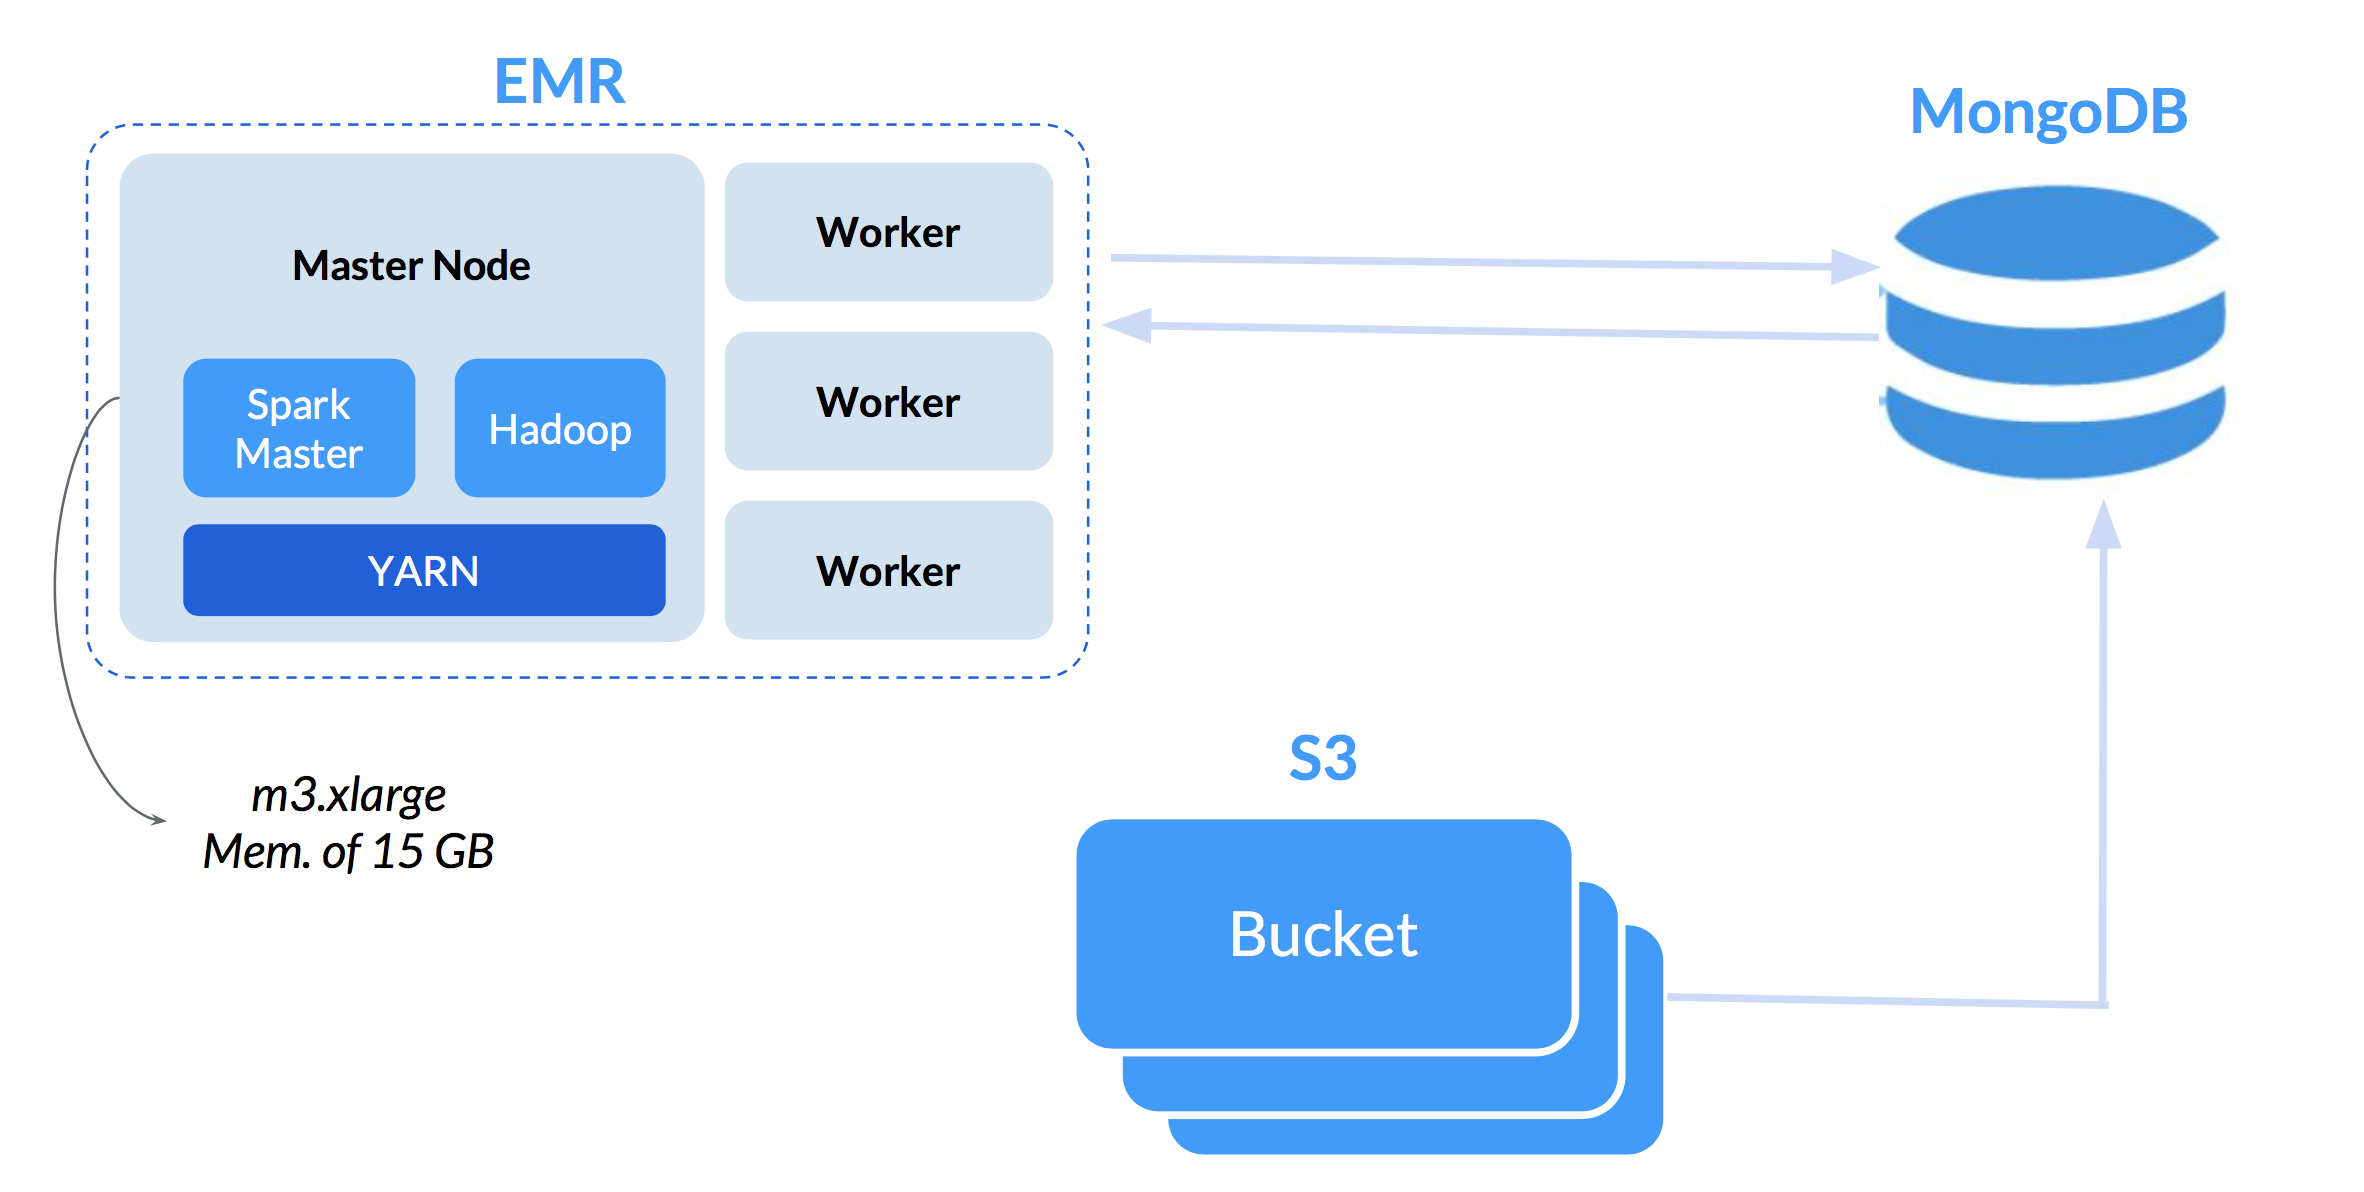 EMR
MongoDB
Master Node
Worker
Worker
Worker
Spark
Master
Hadoop
YARN
m3.xlarge
Mem. of 15 GB
S3
Bucket